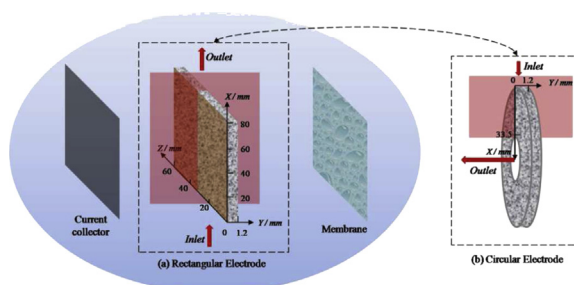 Outlet
X/mm
80
60
40
20
Z/mm
60
40
20
0
1.2
Y/mm
Inlet
Current
collector
Membrane
(a) Rectangular Electrode
Inlet
0 1.2
Y/mm
33.5
X/mm
Outlet
(b) Circular Electrode